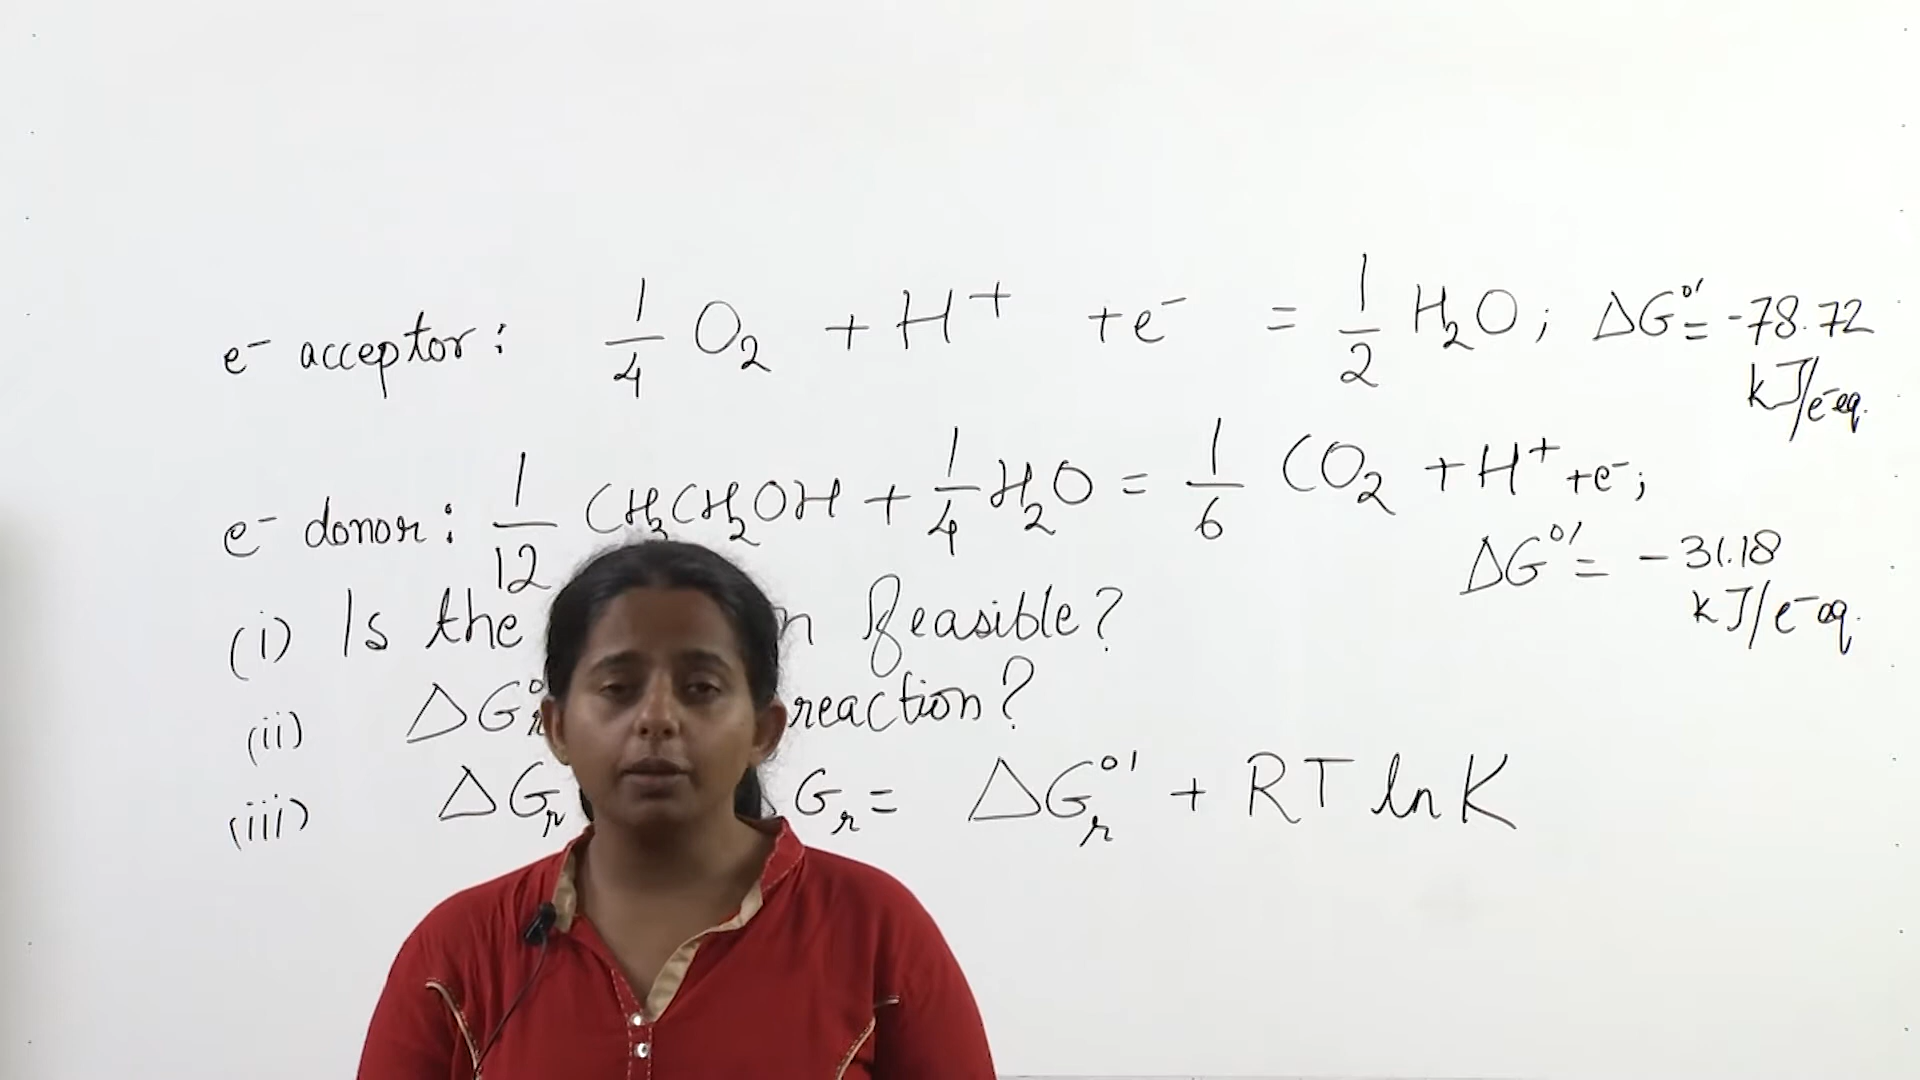 e⁻ acceptor: 1/4 O₂ + H⁺ + e⁻ = 1/2 H₂O; ΔG°' = -78.72
kJ/e⁻eq.
e⁻ donor: 1/12 CH₃CH₂OH + 1/4 H₂O = 1/6 CO₂ + H⁺ + e⁻;
ΔG°' = -31.18
kJ/e⁻eq.
(i) Is the n feasible?
(ii) ΔG°r reaction?
(iii) ΔGr Gr = ΔGr°' + RT ln K